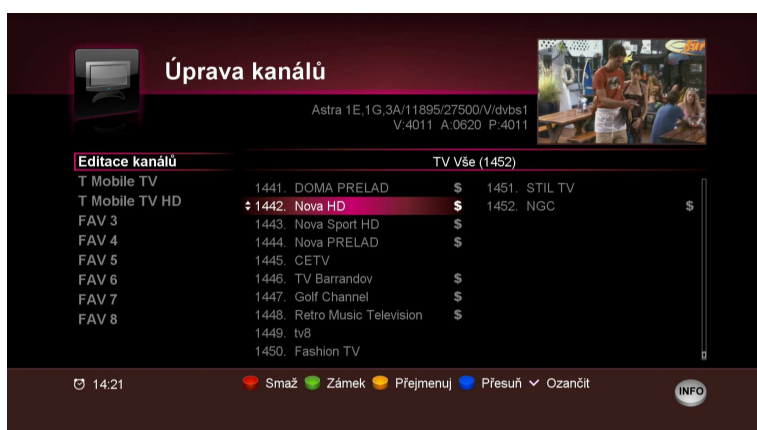 Úprava kanálů
Astra 1E,1G,3A/11895/27500/V/dvbs1
V:4011 A:0620 P:4011
Editace kanálů
TV Vše (1452)
T Mobile TV
T Mobile TV HD
FAV 3
FAV 4
FAV 5
FAV 6
FAV 7
FAV 8
1441. DOMA PRELAD $
1442. Nova HD $
1443. Nova Sport HD $
1444. Nova PRELAD $
1445. CETV
1446. TV Barrandov $
1447. Golf Channel $
1448. Retro Music Television $
1449. tv8
1450. Fashion TV
1451. STIL TV
1452. NGC $
14:21
Smaž Zámek Přejmenuj Přesuň Ozančit
INFO